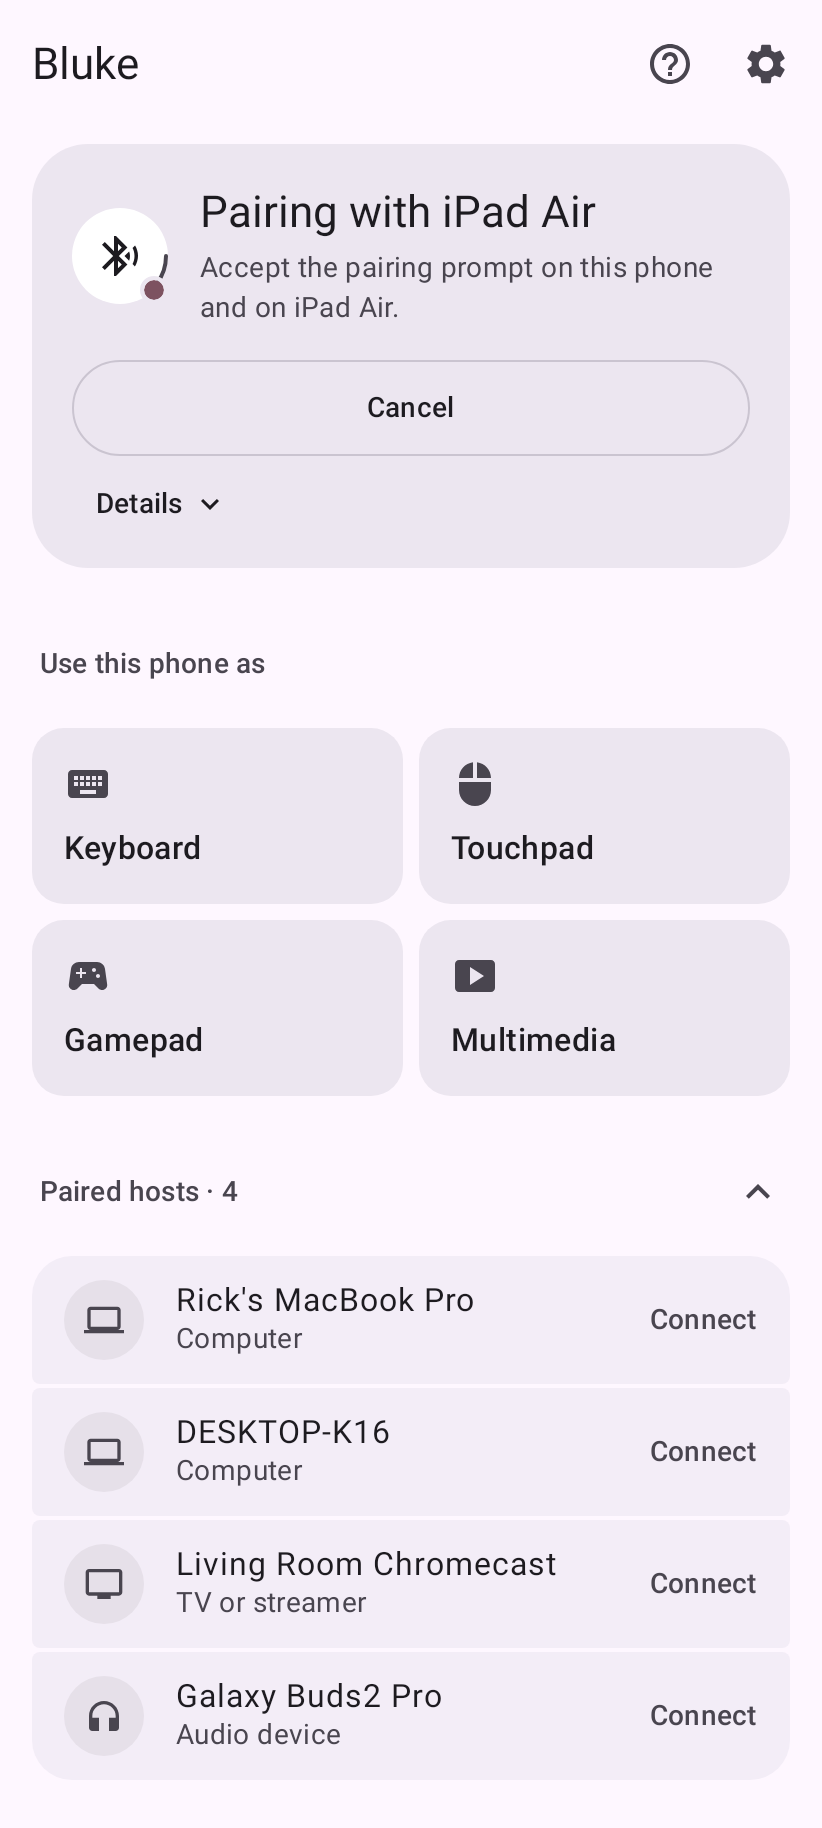 Bluke
Pairing with iPad Air
Accept the pairing prompt on this phone
and on iPad Air.
Cancel
Details
Use this phone as
Keyboard
Touchpad
Gamepad
Multimedia
Paired hosts · 4
Rick's MacBook Pro
Computer
Connect
DESKTOP-K16
Computer
Connect
Living Room Chromecast
TV or streamer
Connect
Galaxy Buds2 Pro
Audio device
Connect